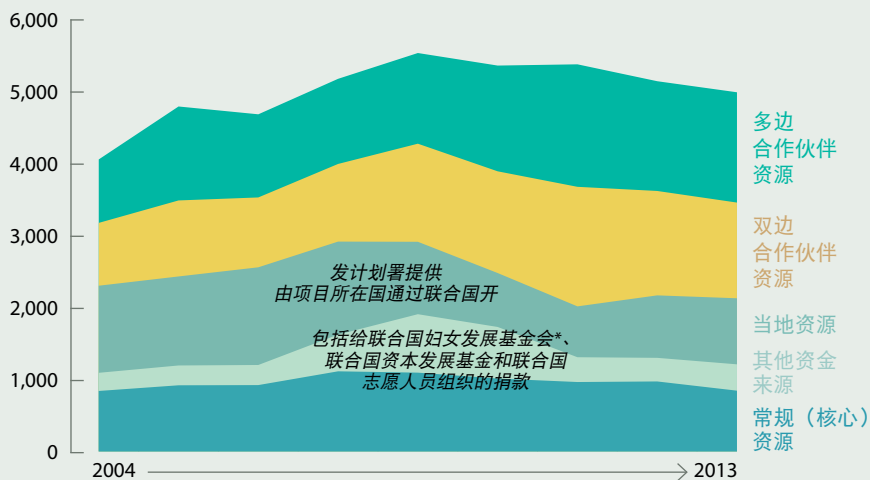 6,000
5,000
4,000
3,000
2,000
1,000
0
发计划署提供
由项目所在国通过联合国开
包括给联合国妇女发展基金会*、
联合国资本发展基金和联合国
志愿人员组织的捐款
多边
合作伙伴
资源
双边
合作伙伴
资源
当地资源
其他资金
来源
常规（核心）
资源
2004
2013